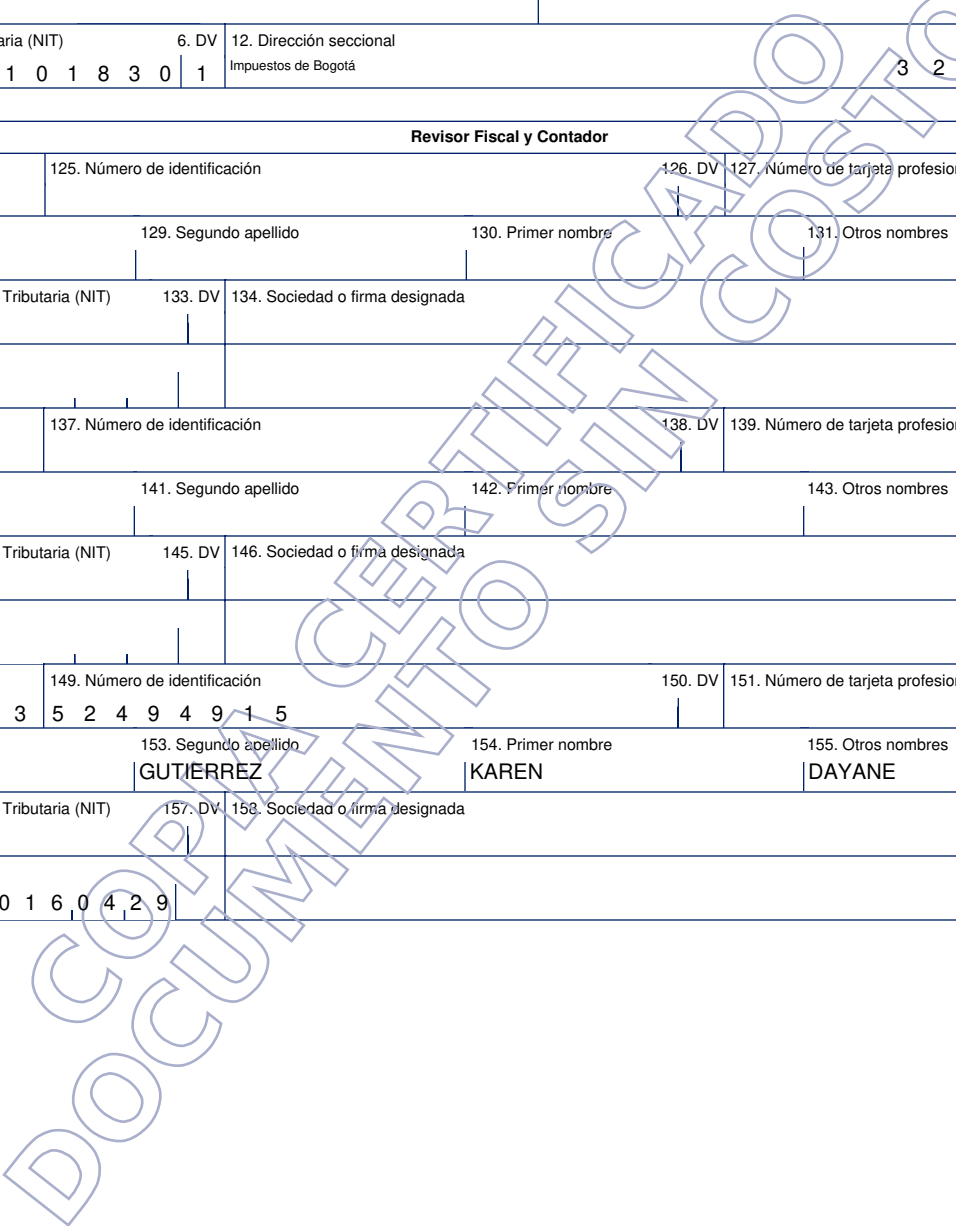 aria (NIT) 6. DV 12. Dirección seccional
1 0 1 8 3 0 1 Impuestos de Bogotá 3 2
Revisor Fiscal y Contador
125. Número de identificación 126. DV 127. Número de tarjeta profesion
129. Segundo apellido 130. Primer nombre 131. Otros nombres
Tributaria (NIT) 133. DV 134. Sociedad o firma designada
137. Número de identificación 138. DV 139. Número de tarjeta profesion
141. Segundo apellido 142. Primer nombre 143. Otros nombres
Tributaria (NIT) 145. DV 146. Sociedad o firma designada
149. Número de identificación 150. DV 151. Número de tarjeta profesion
3 5 2 4 9 4 9 1 5
153. Segundo apellido 154. Primer nombre 155. Otros nombres
GUTIERREZ KAREN DAYANE
Tributaria (NIT) 157. DV 158. Sociedad o firma designada
0 1 6 0 4 2 9
COPIA CERTIFICADO
DOCUMENTO SIN COSTO